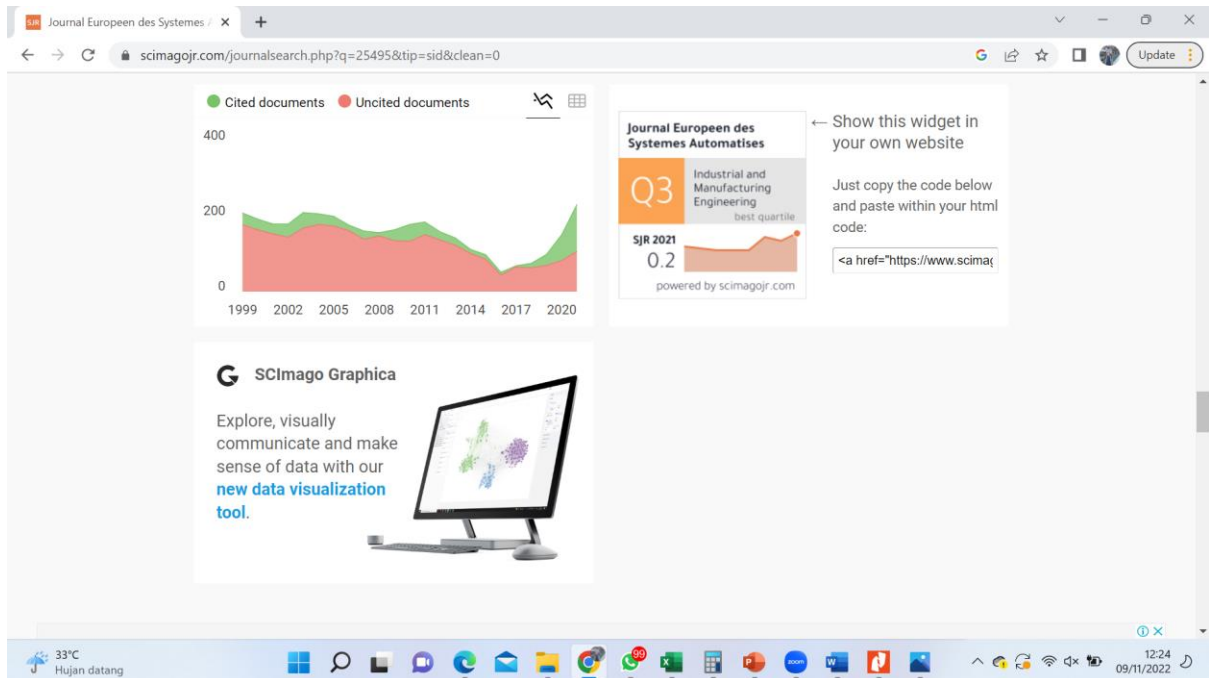 SJR Journal Europeen des Systemes A
scimagojr.com/journalsearch.php?q=25495&tip=sid&clean=0
Update
Cited documents Uncited documents
400
200
0
1999 2002 2005 2008 2011 2014 2017 2020
Journal Europeen des
Systemes Automatises
Q3
Industrial and
Manufacturing
Engineering
best quartile
SJR 2021
0.2
powered by scimagojr.com
← Show this widget in
your own website
Just copy the code below
and paste within your html
code:
<a href="https://www.scimag
SCImago Graphica
Explore, visually
communicate and make
sense of data with our
new data visualization
tool.
33°C
Hujan datang
99
zoom
12:24
09/11/2022